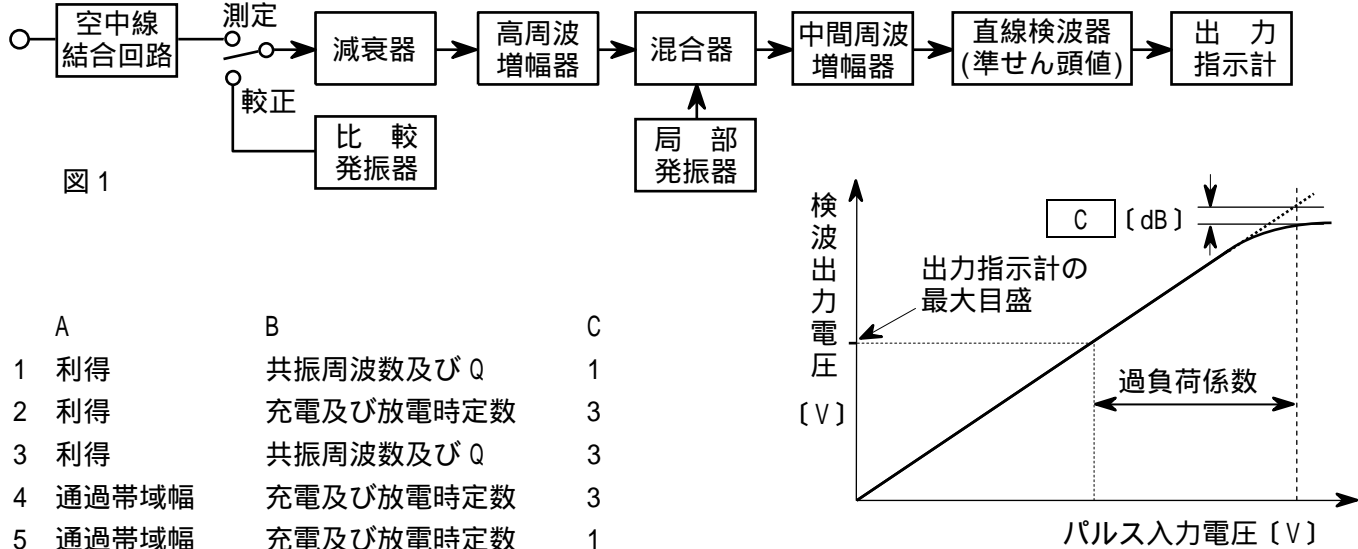 空中線
結合回路
測定
較正
減衰器
高周波
増幅器
混合器
中間周波
増幅器
直線検波器
(準せん頭値)
出 力
指示計
比 較
発振器
局 部
発振器
図1
A B C
1 利得 共振周波数及びQ 1
2 利得 充電及び放電時定数 3
3 利得 共振周波数及びQ 3
4 通過帯域幅 充電及び放電時定数 3
5 通過帯域幅 充電及び放電時定数 1
検波出力電圧
〔V〕
C 〔dB〕
出力指示計の
最大目盛
過負荷係数
パルス入力電圧〔V〕